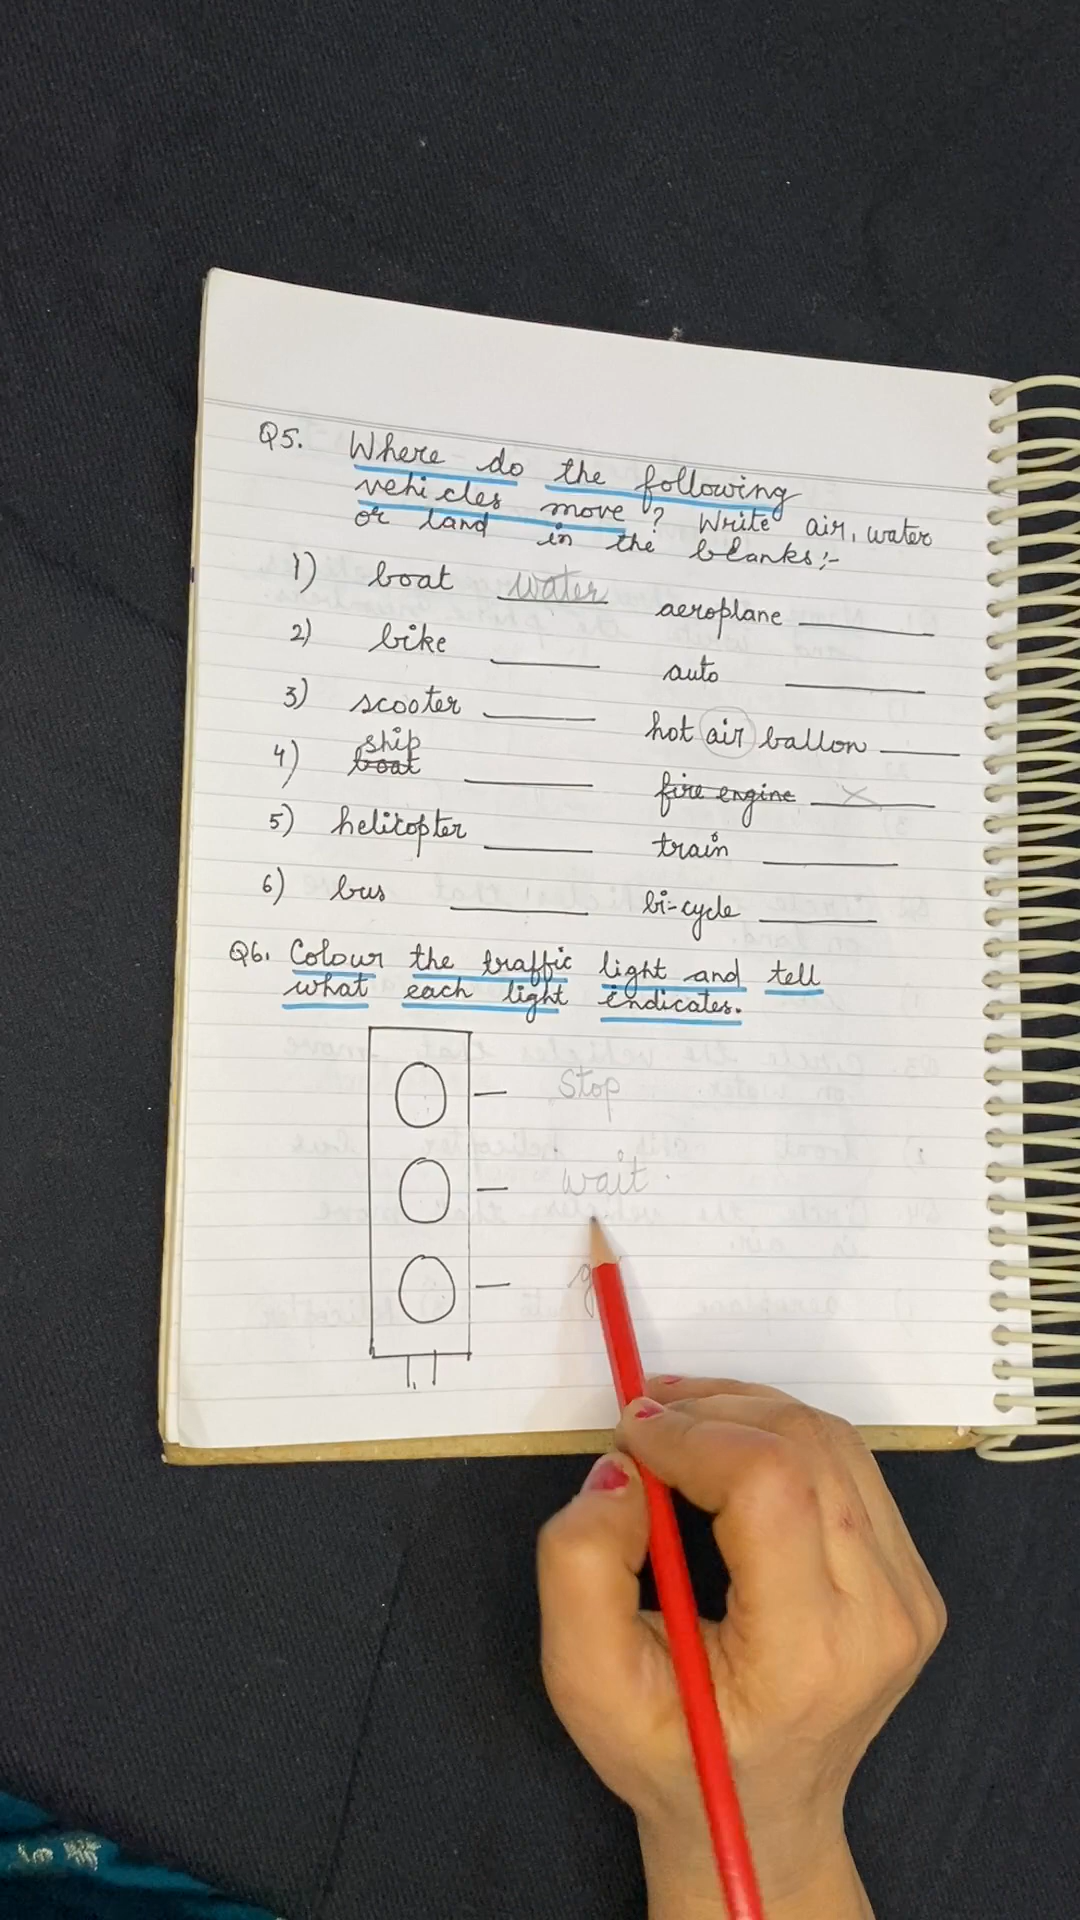 Q5. Where do the following
vehicles move? Write air, water
or land in the blanks:-
1) boat water aeroplane
2) bike auto
3) scooter hot air ballon
ship
4) boat fire engine X
5) helicopter train
6) bus bi-cycle
Q6. Colour the traffic light and tell
what each light indicates.
Stop
wait.